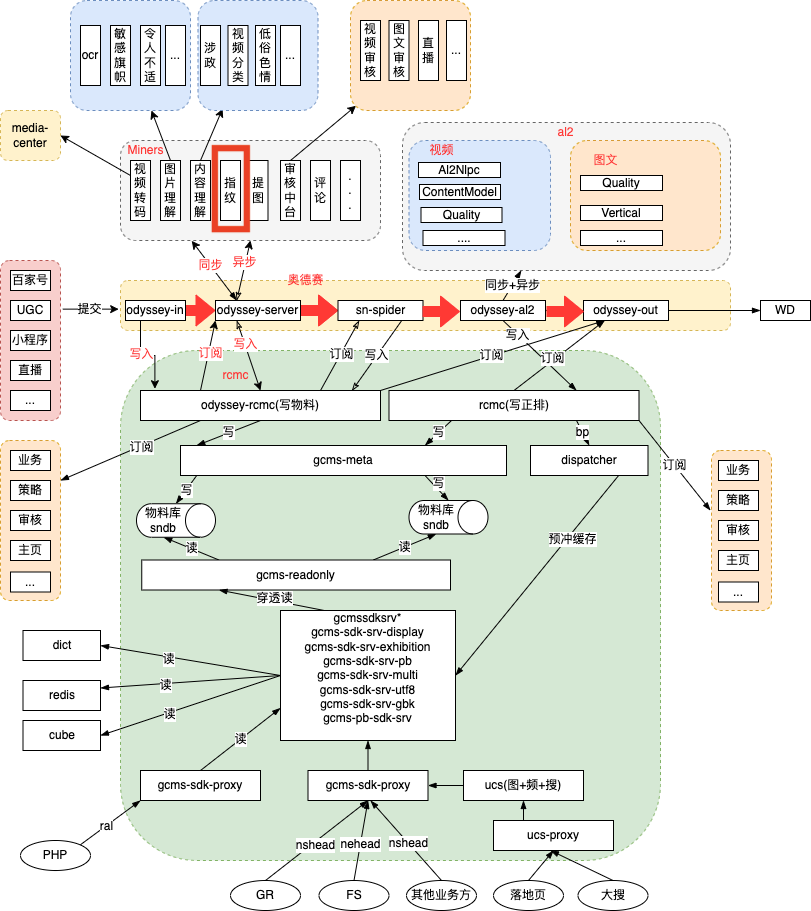 ocr
敏感旗帜
令人不适
...
涉政
视频分类
低俗色情
...
视频审核
图文审核
直播
...
media-
center
Miners
视频转码
图片理解
内容理解
指纹
提图
审核中台
评论
...
al2
视频
AI2Nlpc
ContentModel
Quality
....
图文
Quality
Vertical
...
同步
异步
奥德赛
同步+异步
百家号
UGC
小程序
直播
...
提交
odyssey-in
odyssey-server
sn-spider
odyssey-al2
odyssey-out
WD
写入
订阅
写入
订阅
写入
订阅
写入
订阅
rcmc
odyssey-rcmc(写物料)
rcmc(写正排)
订阅
写
写
bp
订阅
业务
策略
审核
主页
...
gcms-meta
dispatcher
业务
策略
审核
主页
...
写
写
物料库
sndb
物料库
sndb
读
读
预冲缓存
gcms-readonly
穿透读
gcmssdksrv*
gcms-sdk-srv-display
gcms-sdk-srv-exhibition
gcms-sdk-srv-pb
gcms-sdk-srv-multi
gcms-sdk-srv-utf8
gcms-sdk-srv-gbk
gcms-pb-sdk-srv
dict
redis
cube
读
读
读
读
gcms-sdk-proxy
gcms-sdk-proxy
ucs(图+频+搜)
ucs-proxy
ral
PHP
nshead
nehead
nshead
GR
FS
其他业务方
落地页
大搜